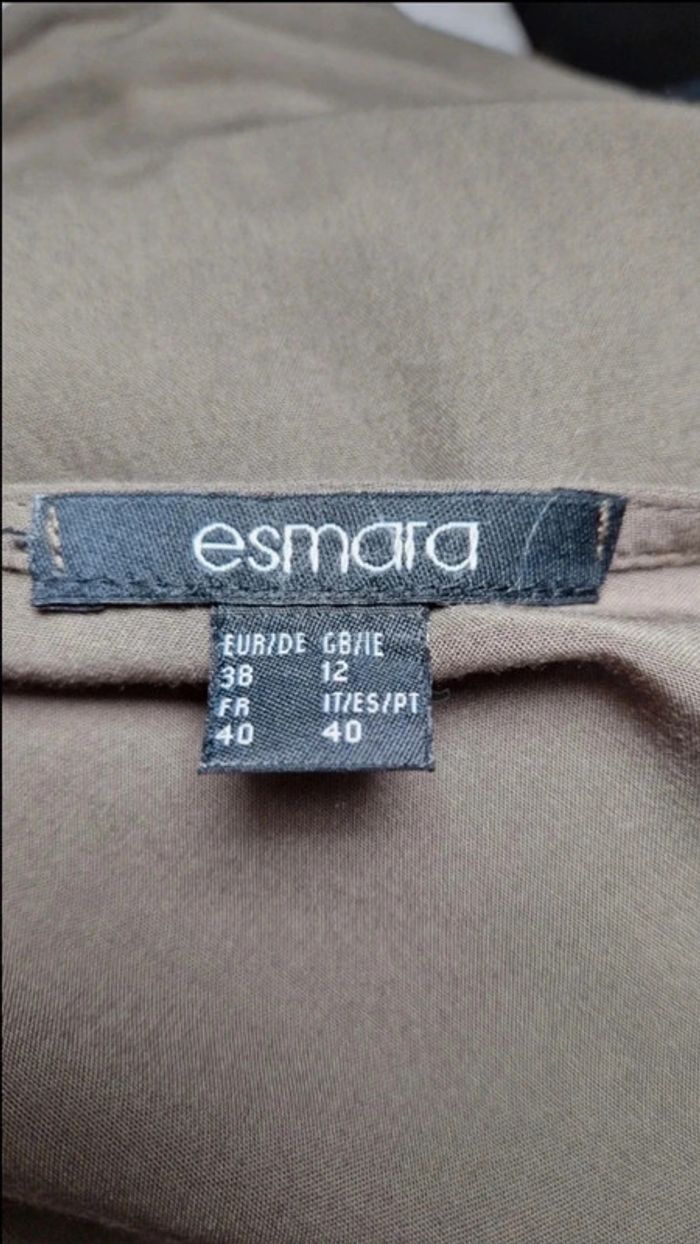 esmara
EUR/DE GB/IE
38 12
FR IT/ES/PT
40 40